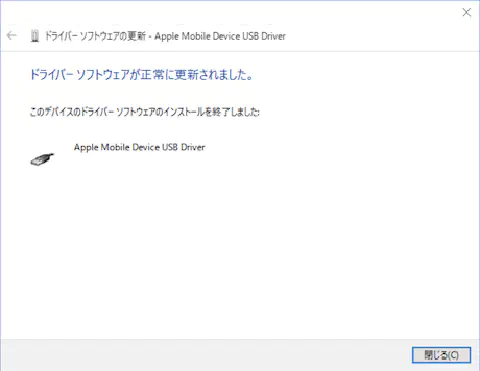 ドライバー ソフトウェアの更新 - Apple Mobile Device USB Driver
ドライバー ソフトウェアが正常に更新されました。
このデバイスのドライバー ソフトウェアのインストールを終了しました:
Apple Mobile Device USB Driver
閉じる(C)